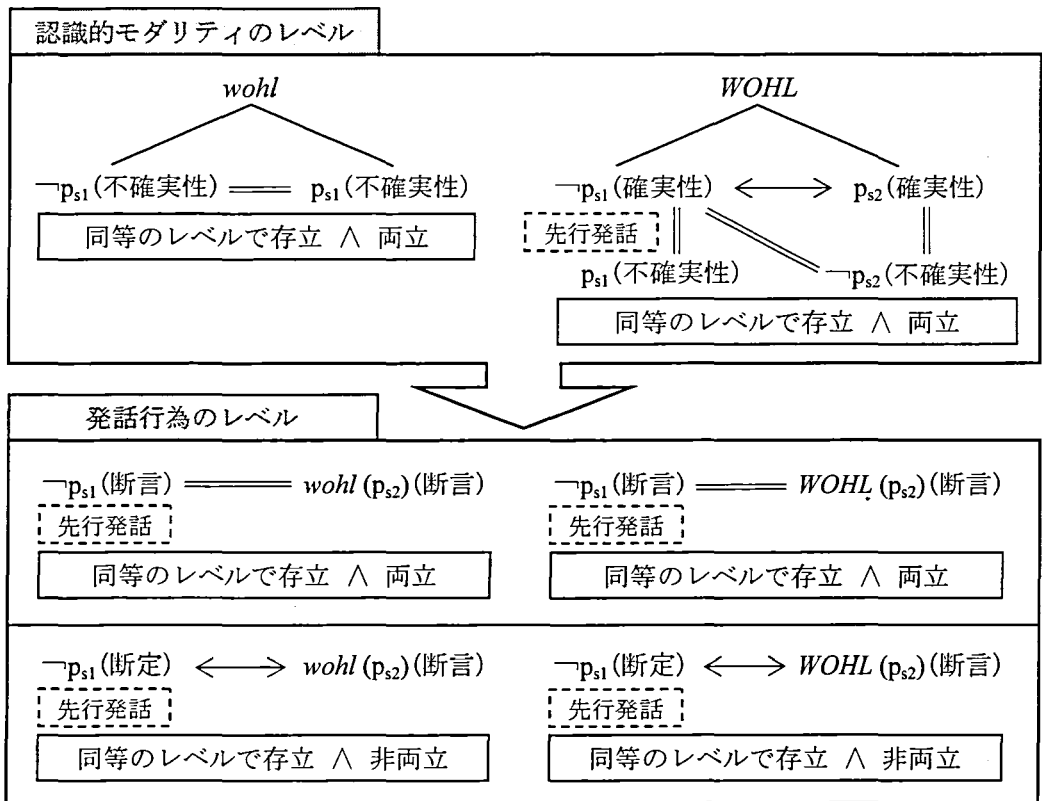 認識的モダリティのレベル
wohl WOHL
¬ps1(不確実性) ═══ ps1(不確実性) ¬ps1(確実性) ⟷ ps2(確実性)
同等のレベルで存立 ∧ 両立 先行発話
ps1(不確実性) ¬ps2(不確実性)
同等のレベルで存立 ∧ 両立
発話行為のレベル
¬ps1(断言) ═══ wohl (ps2)(断言) ¬ps1(断言) ═══ WOHL (ps2)(断言)
先行発話 先行発話
同等のレベルで存立 ∧ 両立 同等のレベルで存立 ∧ 両立
¬ps1(断定) ⟷ wohl (ps2)(断言) ¬ps1(断定) ⟷ WOHL (ps2)(断言)
先行発話 先行発話
同等のレベルで存立 ∧ 非両立 同等のレベルで存立 ∧ 非両立